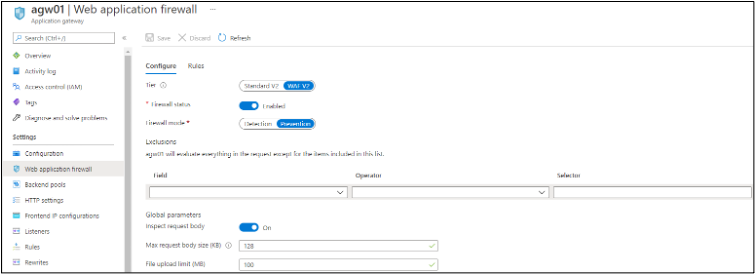 agw01 | Web application firewall ...
Application gateway
Search (Ctrl+/)
Save Discard Refresh
Overview
Activity log
Access control (IAM)
Tags
Diagnose and solve problems
Settings
Configuration
Web application firewall
Backend pools
HTTP settings
Frontend IP configurations
Listeners
Rules
Rewrites
Configure Rules
Tier Standard V2 WAF V2
* Firewall status Enabled
Firewall mode * Detection Prevention
Exclusions
agw01 will evaluate everything in the request except for the items included in this list.
Field Operator Selector
Global parameters
Inspect request body On
Max request body size (KB) 128
File upload limit (MB) 100